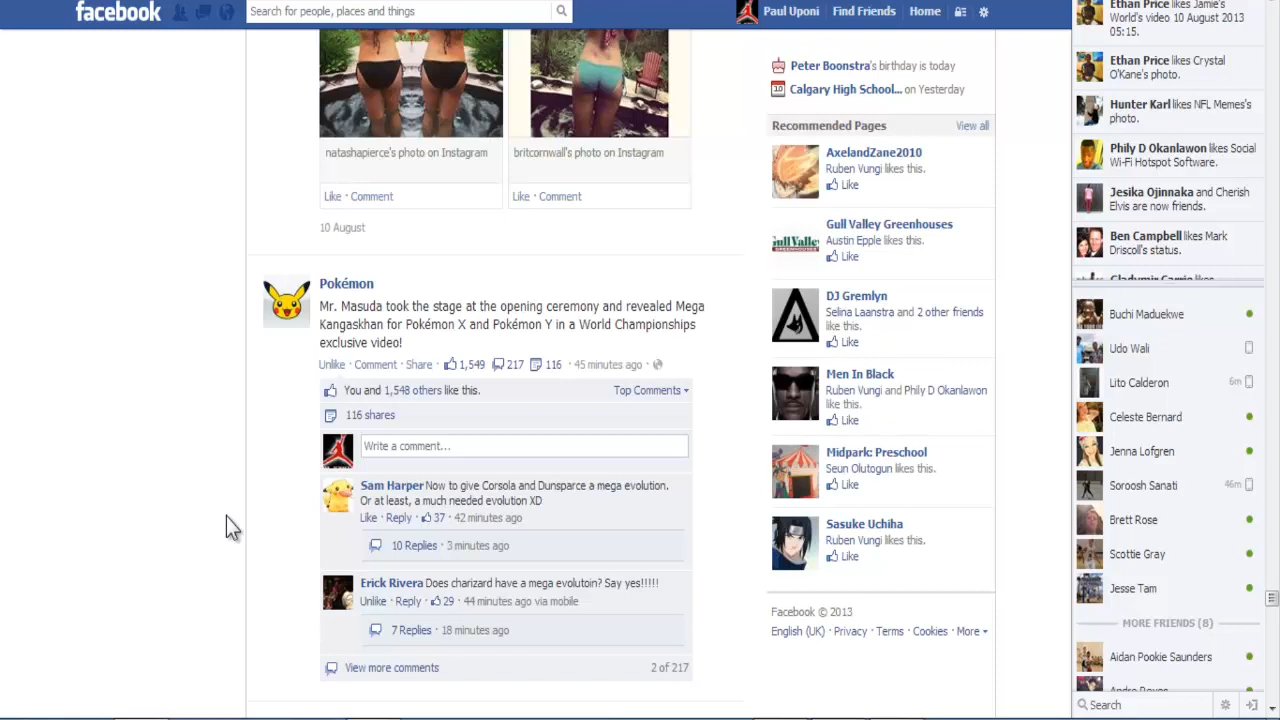 facebook
Search for people, places and things
Paul Uponi
Find Friends
Home
natashapierce's photo on Instagram
Like · Comment
britcornwall's photo on Instagram
Like · Comment
10 August
Pokémon
Mr. Masuda took the stage at the opening ceremony and revealed Mega
Kangaskhan for Pokémon X and Pokémon Y in a World Championships
exclusive video!
Unlike · Comment · Share · 1,549 217 116 · 45 minutes ago ·
You and 1,548 others like this.
Top Comments
116 shares
Write a comment...
Sam Harper Now to give Corsola and Dunsparce a mega evolution.
Or at least, a much needed evolution XD
Like · Reply · 37 · 42 minutes ago
10 Replies · 3 minutes ago
Erick Rivera Does charizard have a mega evolutoin? Say yes!!!!!
Unlike · Reply · 29 · 44 minutes ago via mobile
7 Replies · 18 minutes ago
View more comments
2 of 217
Peter Boonstra's birthday is today
10
Calgary High School... on Yesterday
Recommended Pages
View all
AxelandZane2010
Ruben Vungi likes this.
Like
Gull Valley
GREENHOUSES
Gull Valley Greenhouses
Austin Epple likes this.
Like
DJ Gremlyn
Selina Laanstra and 2 other friends
like this.
Like
Men In Black
Ruben Vungi and Phily D Okanlawon
like this.
Like
Midpark: Preschool
Seun Olutogun likes this.
Like
Sasuke Uchiha
Ruben Vungi likes this.
Like
Facebook © 2013
English (UK) · Privacy · Terms · Cookies · More
Ethan Price likes Jamie's
World's video 10 August 2013
05:15.
Ethan Price likes Crystal
O'Kane's photo.
Hunter Karl likes NFL Memes's
photo.
Phily D Okanlawon likes Social
Wi-Fi Hotspot Software.
Jesika Ojinnaka and Cherish
Elvis are now friends.
Ben Campbell likes Mark
Driscoll's status.
Gladymir Carrie likes
Buchi Maduekwe
Udo Wali
Lito Calderon
6m
Celeste Bernard
Jenna Lofgren
Soroosh Sanati
46m
Brett Rose
Scottie Gray
Jesse Tam
MORE FRIENDS (8)
Aidan Pookie Saunders
Search